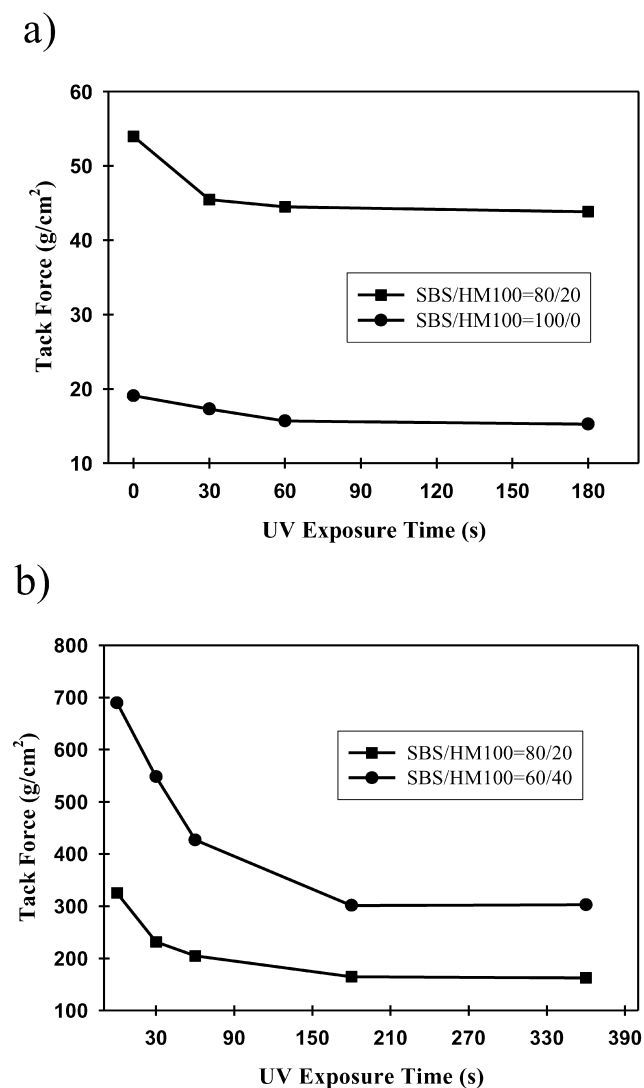 a)
60
50
40
30
20
10
Tack Force (g/cm²)
SBS/HM100=80/20
SBS/HM100=100/0
0 30 60 90 120 150 180
UV Exposure Time (s)
b)
800
700
600
500
400
300
200
100
Tack Force (g/cm²)
SBS/HM100=80/20
SBS/HM100=60/40
30 90 150 210 270 330 390
UV Exposure Time (s)